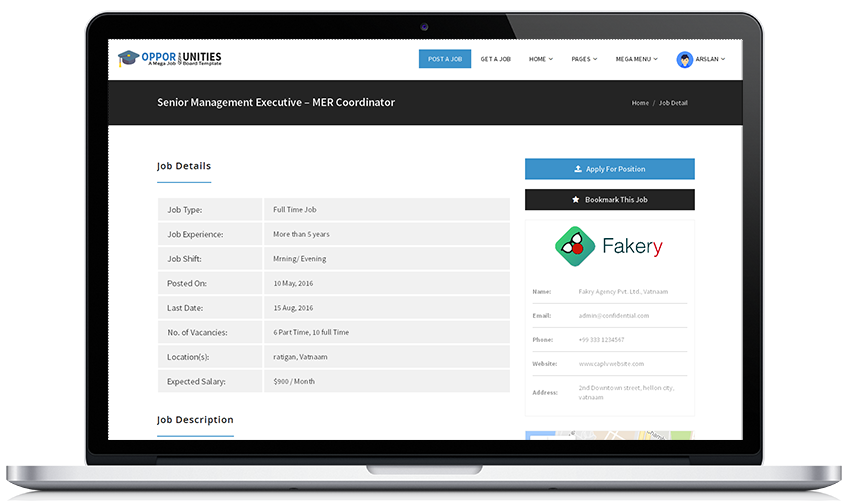 OPPOR UNITIES
A Mega Job Board Template
POST A JOB
GET A JOB
HOME
PAGES
MEGA MENU
ARSLAN
Senior Management Executive – MER Coordinator
Home / Job Detail
Job Details
Job Type: Full Time Job
Job Experience: More than 5 years
Job Shift: Mrning/ Evening
Posted On: 10 May, 2016
Last Date: 15 Aug, 2016
No. of Vacancies: 6 Part Time, 10 full Time
Location(s): ratigan, Vatnaam
Expected Salary: $900 / Month
Job Description
Apply For Position
Bookmark This Job
Fakery
Name: Fakry Agency Pvt. Ltd., Vatnaam
Email: admin@confidential.com
Phone: +99 333 1234567
Website:
Address: 2nd Downtown street, hellon city,
vatnaam